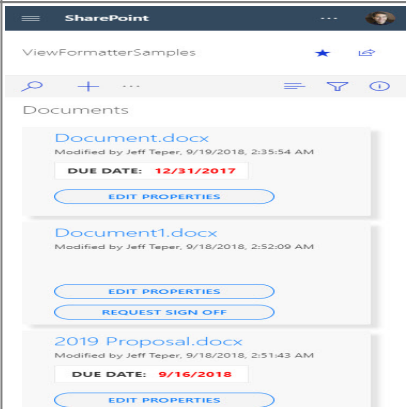 SharePoint
ViewFormatterSamples
Documents
Document.docx
Modified by Jeff Teper, 9/19/2018, 2:35:54 AM
DUE DATE: 12/31/2017
EDIT PROPERTIES
Document1.docx
Modified by Jeff Teper, 9/18/2018, 2:52:09 AM
EDIT PROPERTIES
REQUEST SIGN OFF
2019 Proposal.docx
Modified by Jeff Teper, 9/18/2018, 2:51:43 AM
DUE DATE: 9/16/2018
EDIT PROPERTIES